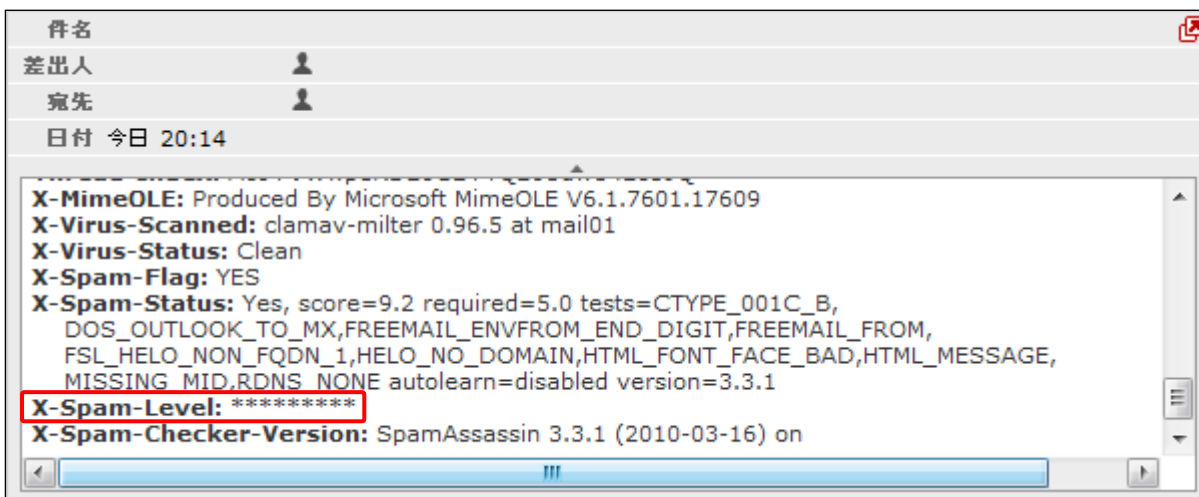 件名
差出人
宛先
日付 今日 20:14
X-MimeOLE: Produced By Microsoft MimeOLE V6.1.7601.17609
X-Virus-Scanned: clamav-milter 0.96.5 at mail01
X-Virus-Status: Clean
X-Spam-Flag: YES
X-Spam-Status: Yes, score=9.2 required=5.0 tests=CTYPE_001C_B,
DOS_OUTLOOK_TO_MX,FREEMAIL_ENVFROM_END_DIGIT,FREEMAIL_FROM,
FSL_HELO_NON_FQDN_1,HELO_NO_DOMAIN,HTML_FONT_FACE_BAD,HTML_MESSAGE,
MISSING_MID,RDNS_NONE autolearn=disabled version=3.3.1
X-Spam-Level: *********
X-Spam-Checker-Version: SpamAssassin 3.3.1 (2010-03-16) on